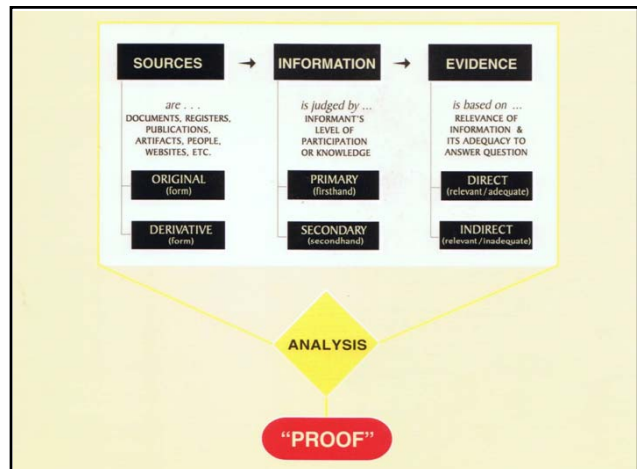 SOURCES → INFORMATION → EVIDENCE
are . . .
DOCUMENTS, REGISTERS,
PUBLICATIONS,
ARTIFACTS, PEOPLE,
WEBSITES, ETC.
ORIGINAL
(form)
DERIVATIVE
(form)
is judged by ...
INFORMANT'S
LEVEL OF
PARTICIPATION
OR KNOWLEDGE
PRIMARY
(firsthand)
SECONDARY
(secondhand)
is based on ...
RELEVANCE OF
INFORMATION &
ITS ADEQUACY TO
ANSWER QUESTION
DIRECT
(relevant/adequate)
INDIRECT
(relevant/inadequate)
ANALYSIS
“PROOF”